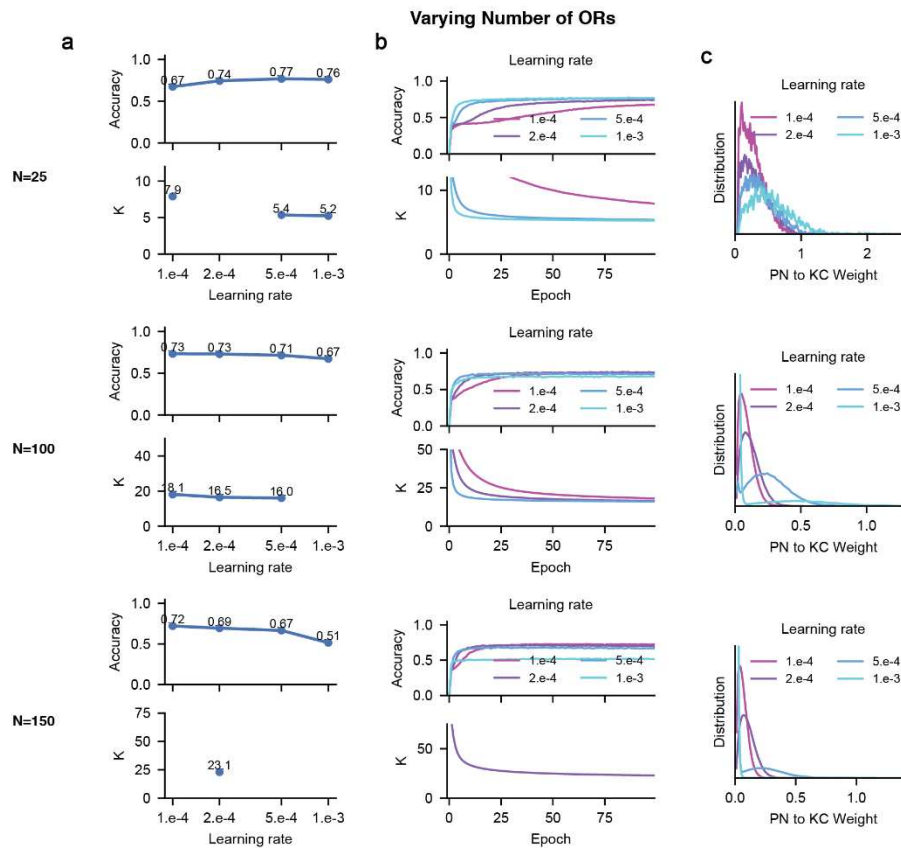 Varying Number of ORs
a
b
c
N=25
Accuracy
1.0
0.5
0.0
0.67
0.74
0.77
0.76
K
10
5
0
7.9
5.4
5.2
1.e-4
2.e-4
5.e-4
1.e-3
Learning rate
Learning rate
Accuracy
1.0
0.5
0.0
1.e-4
5.e-4
2.e-4
1.e-3
K
10
0
0
25
50
75
Epoch
Learning rate
1.e-4
5.e-4
2.e-4
1.e-3
Distribution
0
1
2
PN to KC Weight
N=100
Accuracy
1.0
0.5
0.0
0.73
0.73
0.71
0.67
K
40
20
0
18.1
16.5
16.0
1.e-4
2.e-4
5.e-4
1.e-3
Learning rate
Learning rate
Accuracy
1.0
0.5
0.0
1.e-4
5.e-4
2.e-4
1.e-3
K
50
25
0
0
25
50
75
Epoch
Learning rate
1.e-4
5.e-4
2.e-4
1.e-3
Distribution
0.0
0.5
1.0
PN to KC Weight
N=150
Accuracy
1.0
0.5
0.0
0.72
0.69
0.67
0.51
K
75
50
25
0
23.1
1.e-4
2.e-4
5.e-4
1.e-3
Learning rate
Learning rate
Accuracy
1.0
0.5
0.0
1.e-4
5.e-4
2.e-4
1.e-3
K
50
0
0
25
50
75
Epoch
Learning rate
1.e-4
5.e-4
2.e-4
1.e-3
Distribution
0.0
0.5
1.0
PN to KC Weight